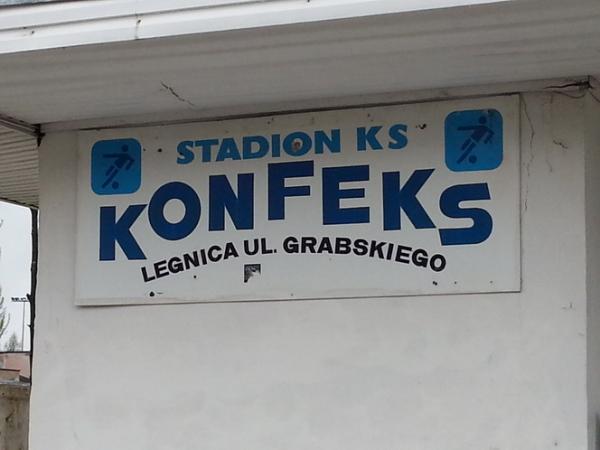 STADION KS
KONFEKS
LEGNICA UL. GRABSKIEGO